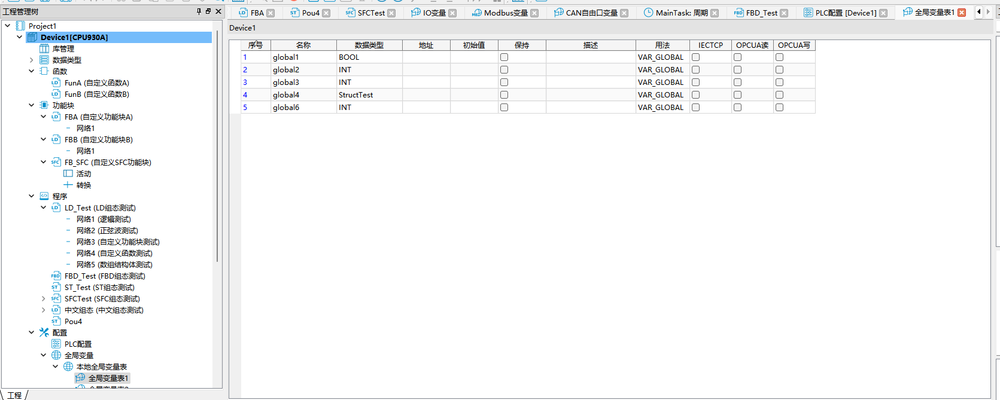 工程管理树
FBA
Pou4
SFCTest
IO变量
Modbus变量
CAN自由口变量
MainTask: 周期
FBD_Test
PLC配置 [Device1]
全局变量表1
Project1
Device1[CPU930A]
库管理
数据类型
函数
FunA (自定义函数A)
FunB (自定义函数B)
功能块
FBA (自定义功能块A)
网络1
FBB (自定义功能块B)
网络1
FB_SFC (自定义SFC功能块)
活动
转换
程序
LD_Test (LD组态测试)
网络1 (逻辑测试)
网络2 (正弦波测试)
网络3 (自定义功能块测试)
网络4 (自定义函数测试)
网络5 (数组结构体测试)
FBD_Test (FBD组态测试)
ST_Test (ST组态测试)
SFCTest (SFC组态测试)
中文组态 (中文组态测试)
Pou4
配置
PLC配置
全局变量
本地全局变量表
全局变量表1
工程
Device1
序号 名称 数据类型 地址 初始值 保持 描述 用法 IECTCP OPCUA读 OPCUA写
1 global1 BOOL VAR_GLOBAL
2 global2 INT VAR_GLOBAL
3 global3 INT VAR_GLOBAL
4 global4 StructTest VAR_GLOBAL
5 global6 INT VAR_GLOBAL